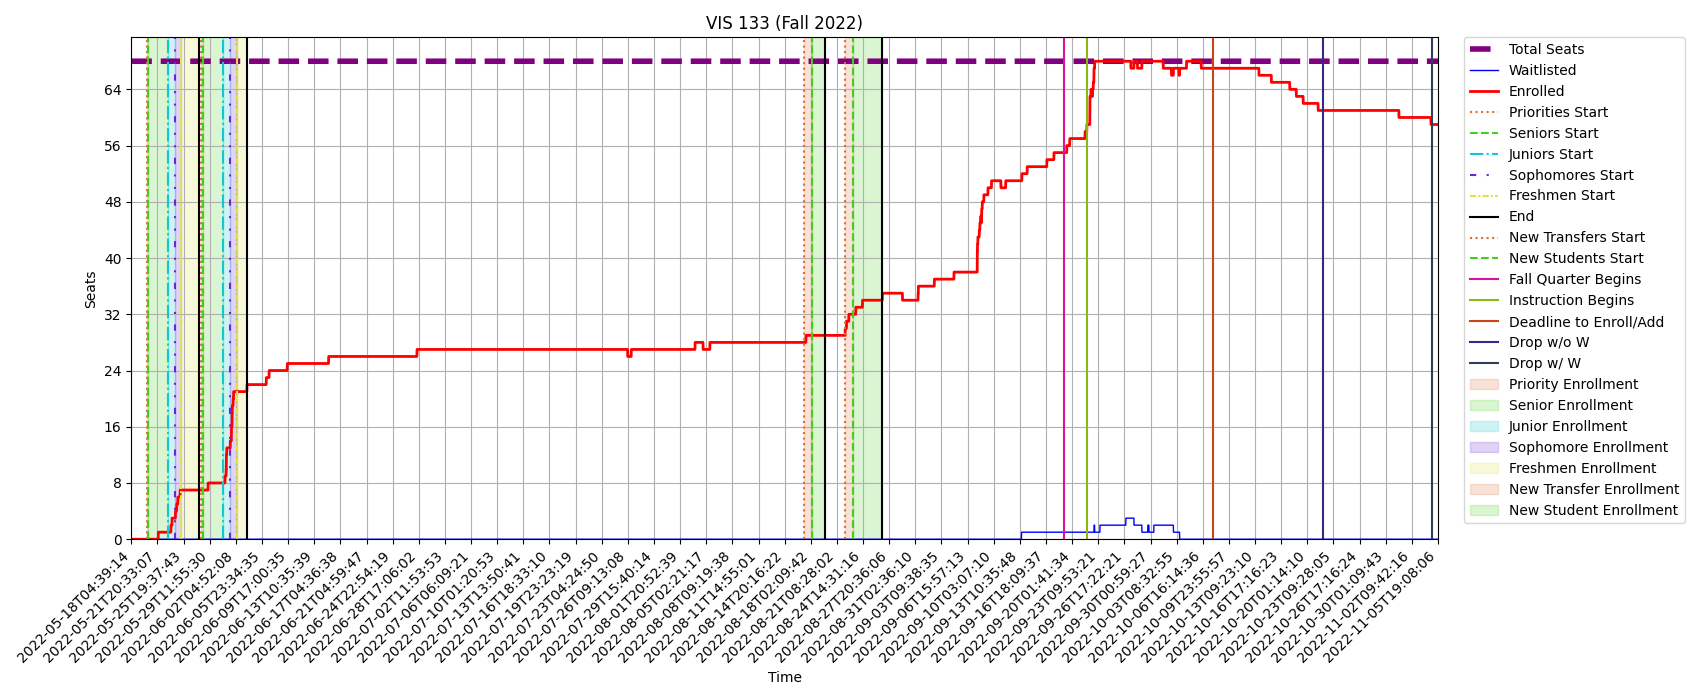 VIS 133 (Fall 2022)
Total Seats
Waitlisted
Enrolled
Priorities Start
Seniors Start
Juniors Start
Sophomores Start
Freshmen Start
End
New Transfers Start
New Students Start
Fall Quarter Begins
Instruction Begins
Deadline to Enroll/Add
Drop w/o W
Drop w/ W
Priority Enrollment
Senior Enrollment
Junior Enrollment
Sophomore Enrollment
Freshmen Enrollment
New Transfer Enrollment
New Student Enrollment
Seats
64
56
48
40
32
24
16
8
0
2022-05-18T04:39:14
2022-05-21T20:33:07
2022-05-25T19:37:43
2022-05-29T11:55:30
2022-06-02T04:52:08
2022-06-05T23:34:35
2022-06-09T17:00:35
2022-06-13T10:35:39
2022-06-17T04:36:38
2022-06-21T04:59:47
2022-06-24T22:54:19
2022-06-28T17:06:02
2022-07-02T11:53:53
2022-07-06T06:09:21
2022-07-10T01:20:53
2022-07-13T13:50:41
2022-07-16T18:33:10
2022-07-19T23:23:19
2022-07-23T04:24:50
2022-07-26T09:13:08
2022-07-29T15:40:14
2022-08-01T20:52:39
2022-08-05T02:21:17
2022-08-08T09:19:38
2022-08-11T14:55:01
2022-08-14T20:16:22
2022-08-18T02:09:42
2022-08-21T08:28:02
2022-08-24T14:31:16
2022-08-27T20:36:06
2022-08-31T02:36:10
2022-09-03T09:38:35
2022-09-06T15:57:13
2022-09-10T03:07:10
2022-09-13T10:35:48
2022-09-16T18:09:37
2022-09-20T01:41:34
2022-09-23T09:53:21
2022-09-26T17:22:21
2022-09-30T00:59:27
2022-10-03T08:32:55
2022-10-06T16:14:36
2022-10-09T23:55:57
2022-10-13T09:23:10
2022-10-16T17:16:23
2022-10-20T01:14:10
2022-10-23T09:28:05
2022-10-26T17:16:24
2022-10-30T01:09:43
2022-11-02T09:42:16
2022-11-05T19:08:06
Time